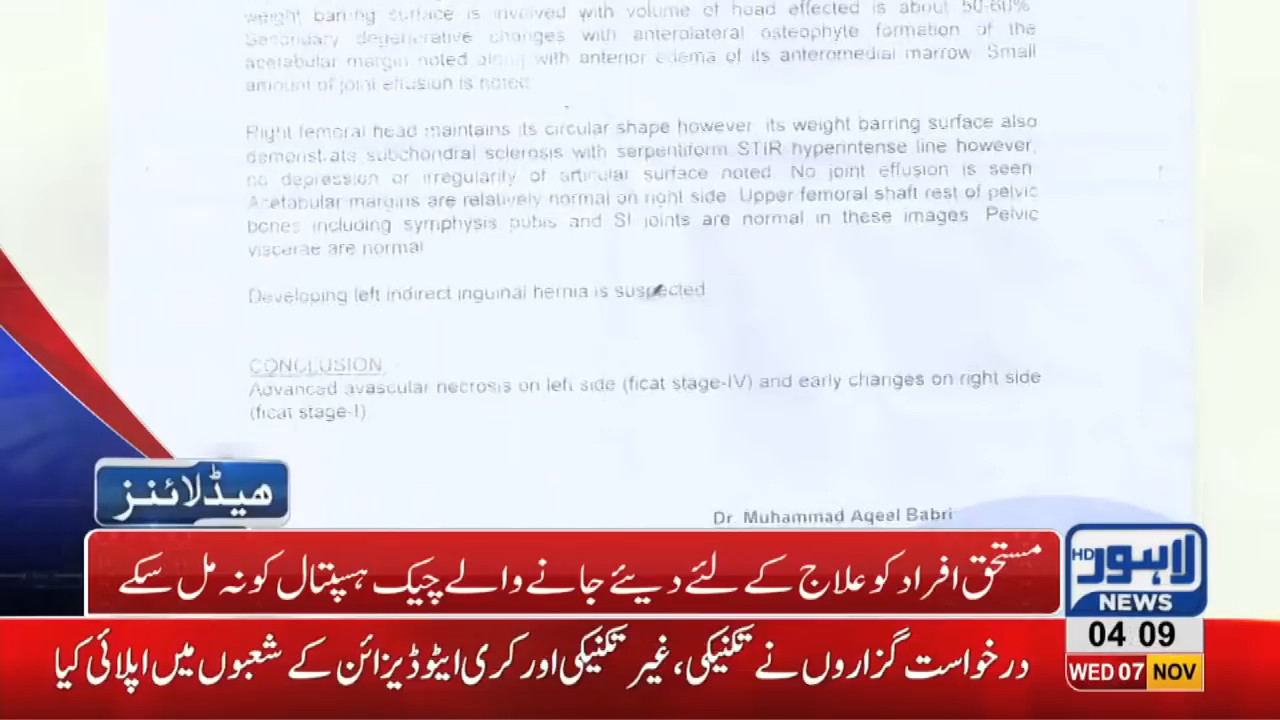 weight barring surface is involved with volume of head effected is about 50-60%
Secondary degenerative changes with anterolateral osteophyte formation of the
acetabular margin noted along with anterior edema of its anteromedial marrow. Small
amount of joint effusion is noted
Right femoral head maintains its circular shape however, its weight barring surface also
demonstrate subchondral sclerosis with serpentiform STIR hyperintense line however,
no depression or irregularity of articular surface noted. No joint effusion is seen.
Acetabular margins are relatively normal on right side. Upper femoral shaft rest of pelvic
bones including symphysis pubis and SI joints are normal in these images. Pelvic
viscerae are normal
Developing left indirect inguinal hernia is suspected
CONCLUSION
Advanced avascular necrosis on left side (ficat stage-IV) and early changes on right side
(ficat stage-I)
Dr. Muhammad Aqeel Babri
ہیڈلائنز
مستحق افراد کو علاج کے لئے دیئے جانے والے چیک ہسپتال کو نہ مل سکے
لاہور HD
NEWS
04 09
WED 07 NOV
درخواست گزاروں نے تکنیکی، غیر تکنیکی اور کری ایٹو ڈیزائن کے شعبوں میں اپلائی کیا